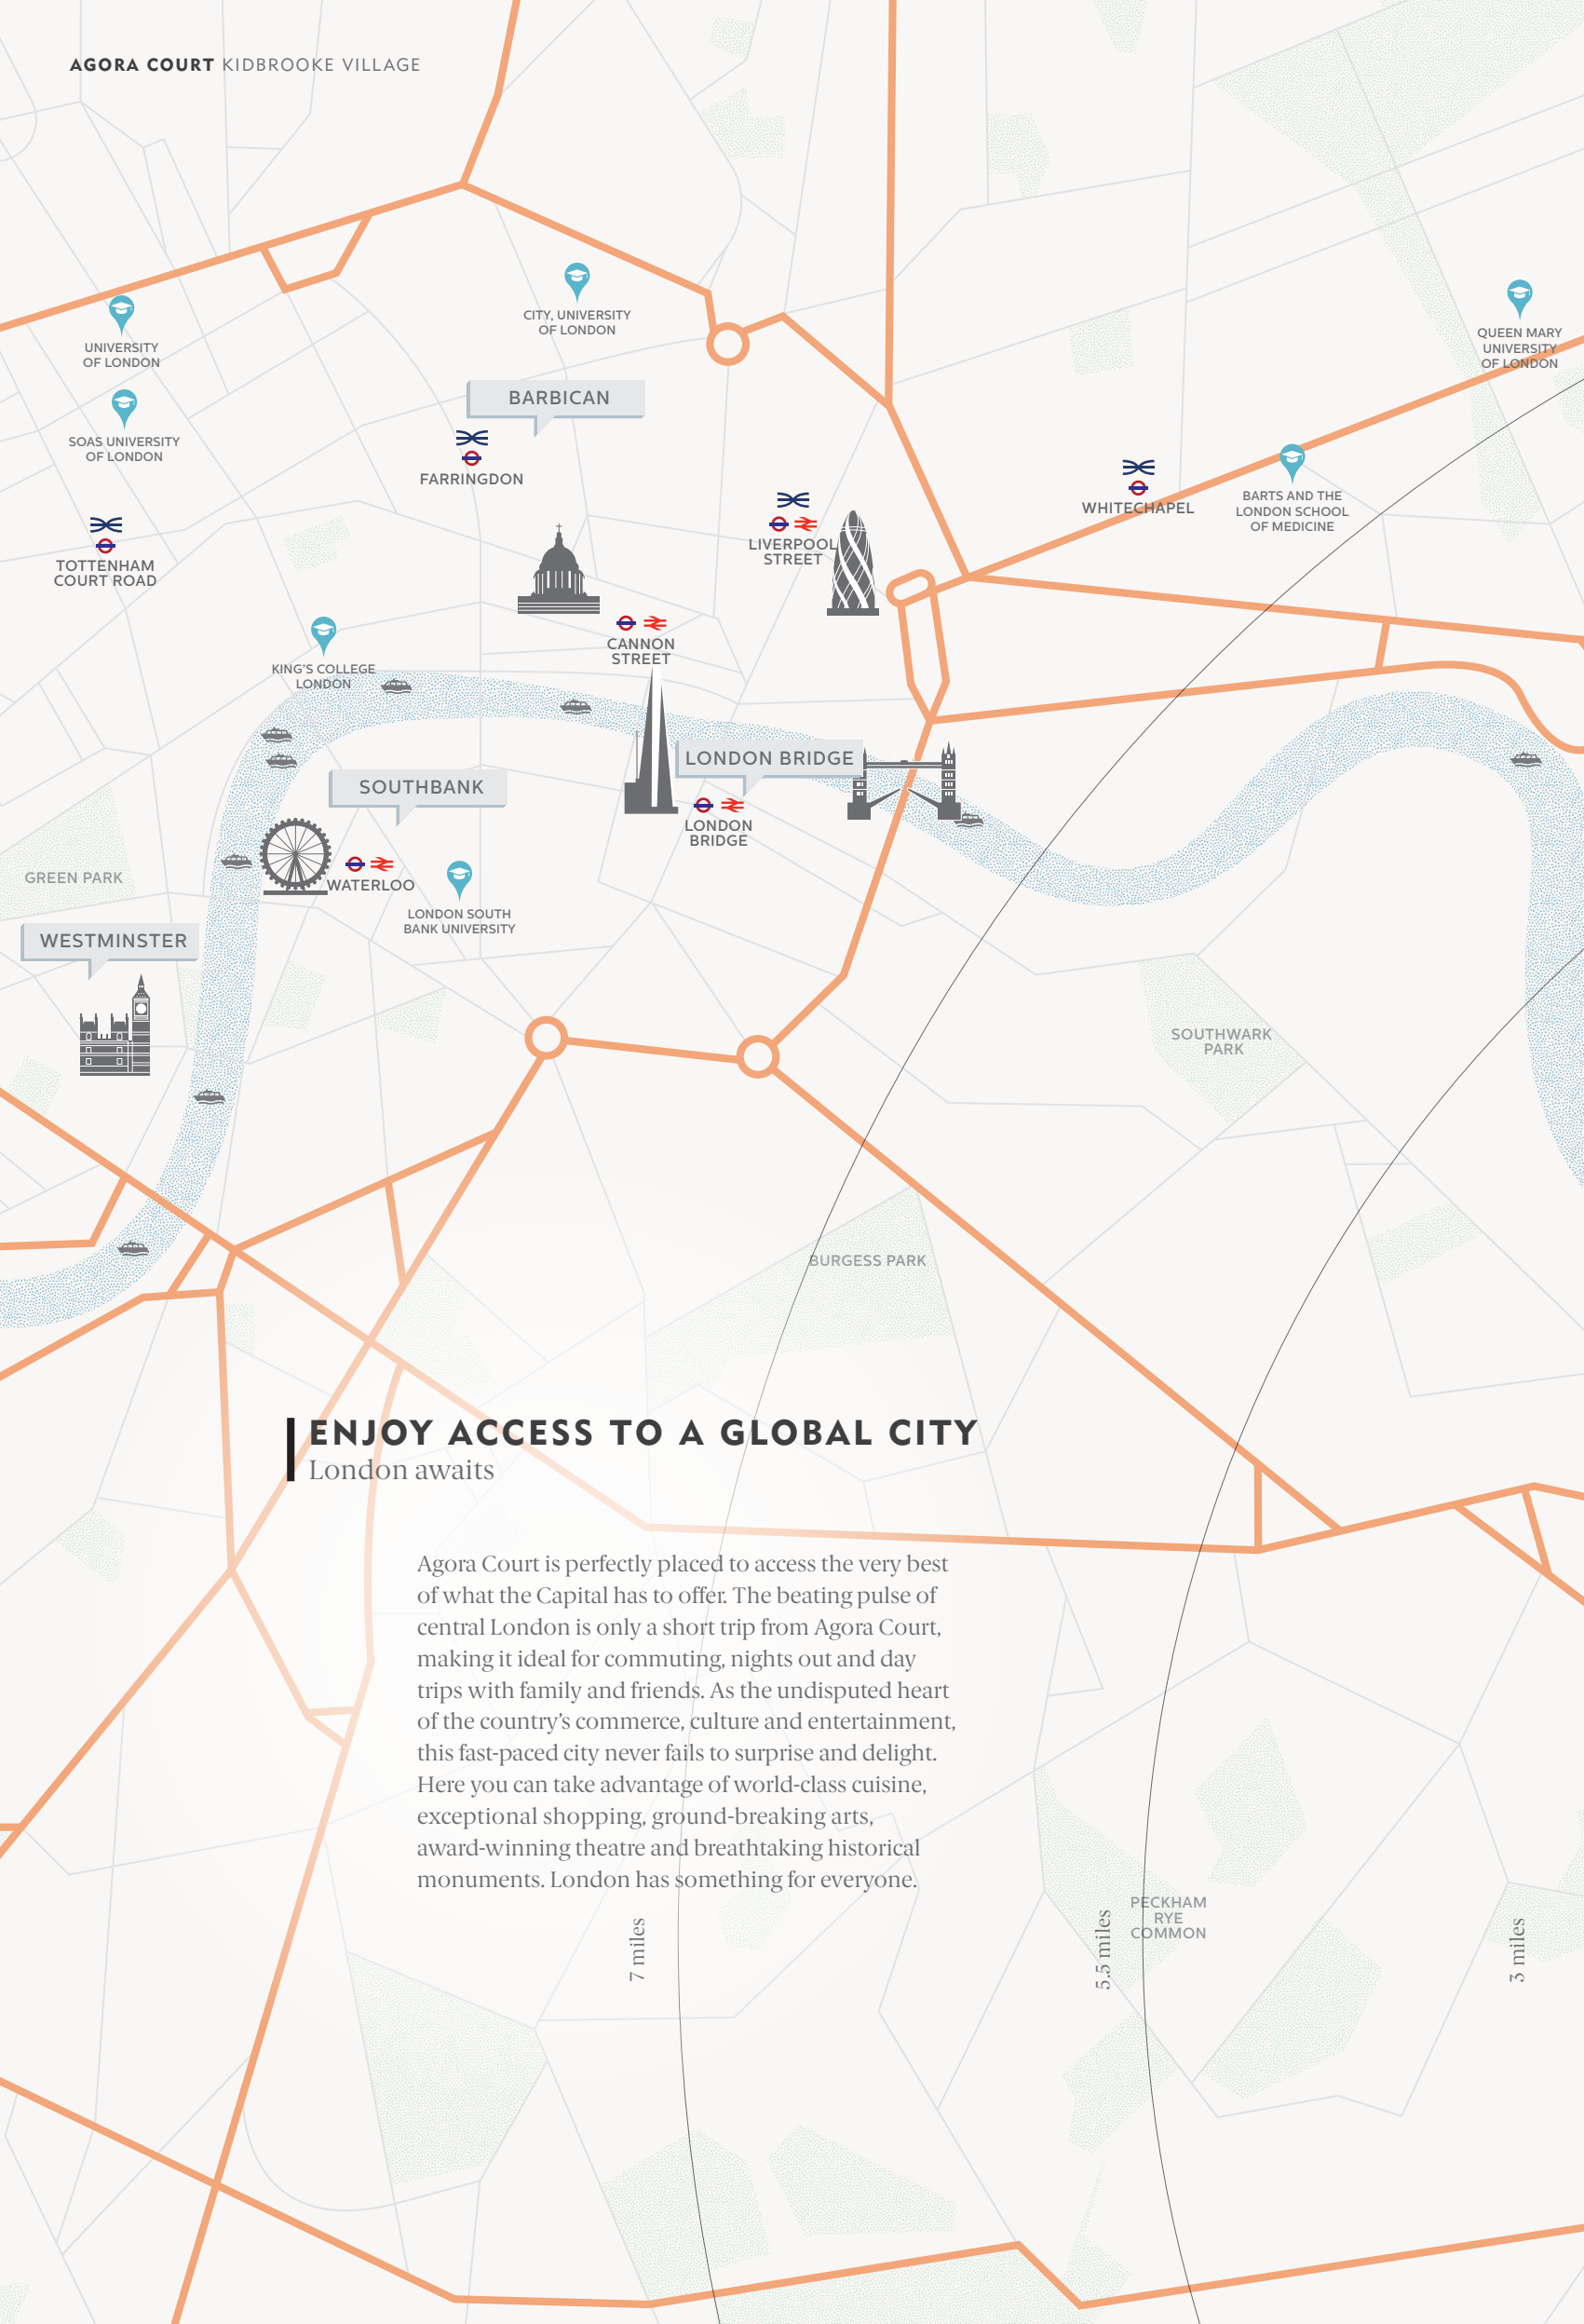 AGORA COURT KIDBROOKE VILLAGE
CITY, UNIVERSITY
OF LONDON
UNIVERSITY
OF LONDON
QUEEN MARY
UNIVERSITY
OF LONDON
BARBICAN
SOAS UNIVERSITY
OF LONDON
FARRINGDON
WHITECHAPEL
BARTS AND THE
LONDON SCHOOL
OF MEDICINE
LIVERPOOL
STREET
TOTTENHAM
COURT ROAD
CANNON
STREET
KING'S COLLEGE
LONDON
LONDON BRIDGE
SOUTHBANK
LONDON
BRIDGE
GREEN PARK
WATERLOO
LONDON SOUTH
BANK UNIVERSITY
WESTMINSTER
SOUTHWARK
PARK
BURGESS PARK
ENJOY ACCESS TO A GLOBAL CITY
London awaits
Agora Court is perfectly placed to access the very best
of what the Capital has to offer. The beating pulse of
central London is only a short trip from Agora Court,
making it ideal for commuting, nights out and day
trips with family and friends. As the undisputed heart
of the country's commerce, culture and entertainment,
this fast-paced city never fails to surprise and delight.
Here you can take advantage of world-class cuisine,
exceptional shopping, ground-breaking arts,
award-winning theatre and breathtaking historical
monuments. London has something for everyone.
PECKHAM
RYE
COMMON
7 miles
5.5 miles
3 miles